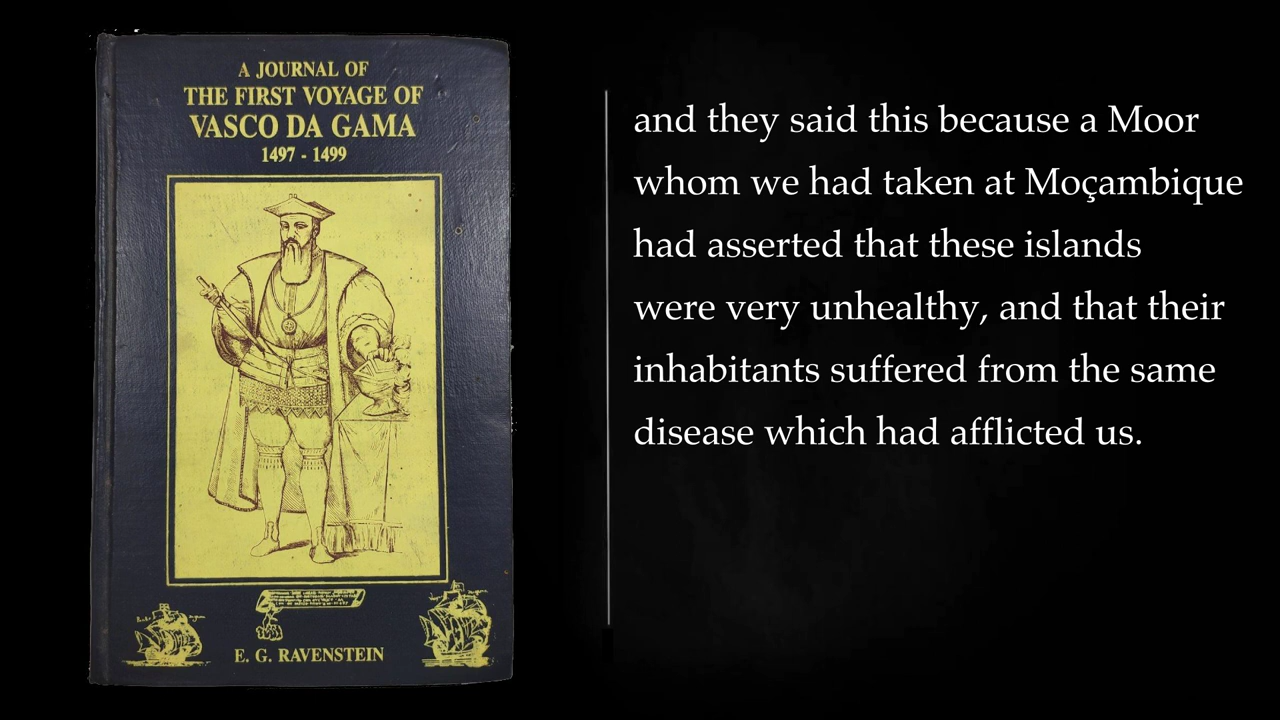 A JOURNAL OF
THE FIRST VOYAGE OF
VASCO DA GAMA
1497 - 1499
E. G. RAVENSTEIN
and they said this because a Moor
whom we had taken at Moçambique
had asserted that these islands
were very unhealthy, and that their
inhabitants suffered from the same
disease which had afflicted us.